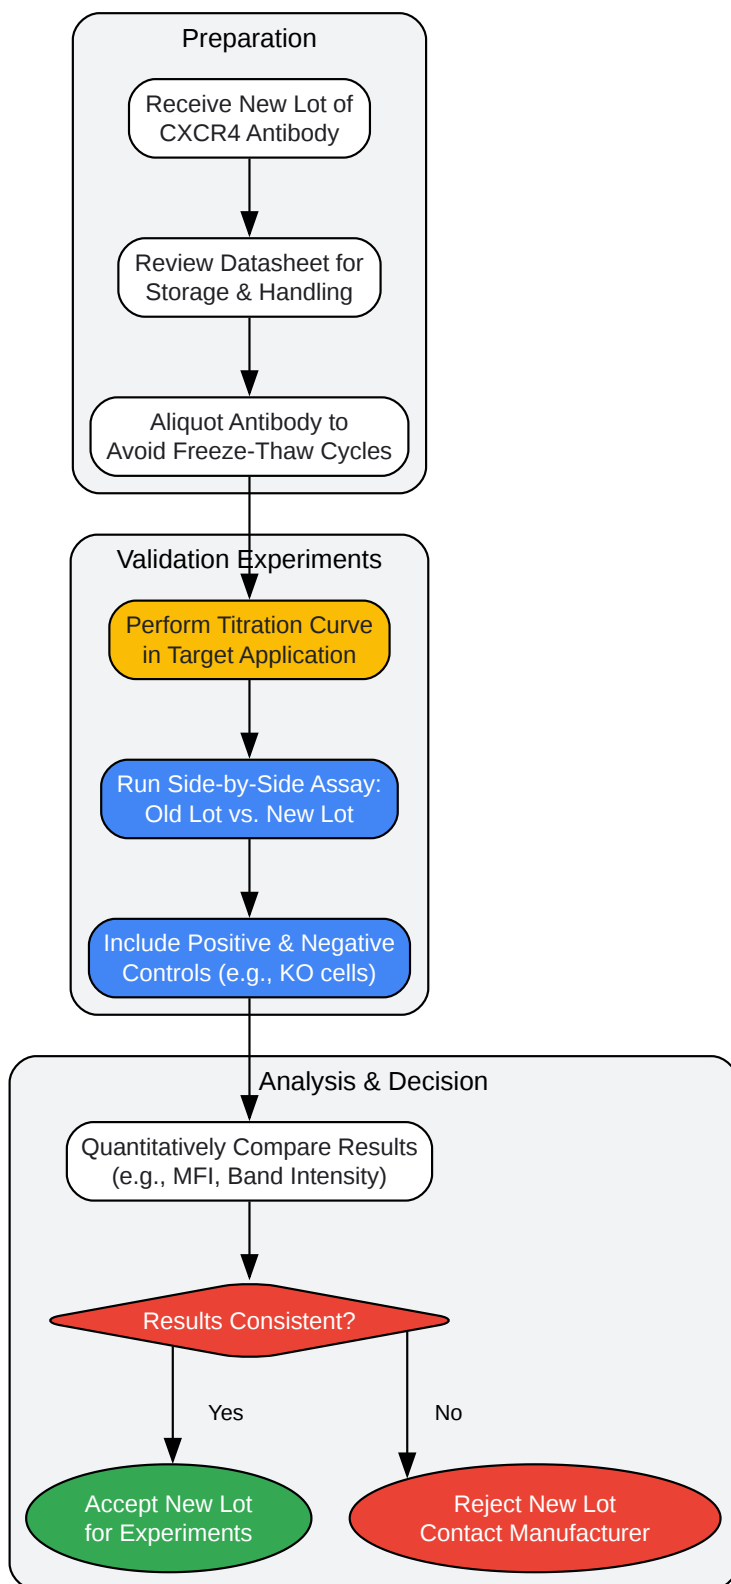 Preparation
Receive New Lot of
CXCR4 Antibody
Review Datasheet for
Storage & Handling
Aliquot Antibody to
Avoid Freeze-Thaw Cycles
Validation Experiments
Perform Titration Curve
in Target Application
Run Side-by-Side Assay:
Old Lot vs. New Lot
Include Positive & Negative
Controls (e.g., KO cells)
Analysis & Decision
Quantitatively Compare Results
(e.g., MFI, Band Intensity)
Results Consistent?
Yes
No
Accept New Lot
for Experiments
Reject New Lot
Contact Manufacturer